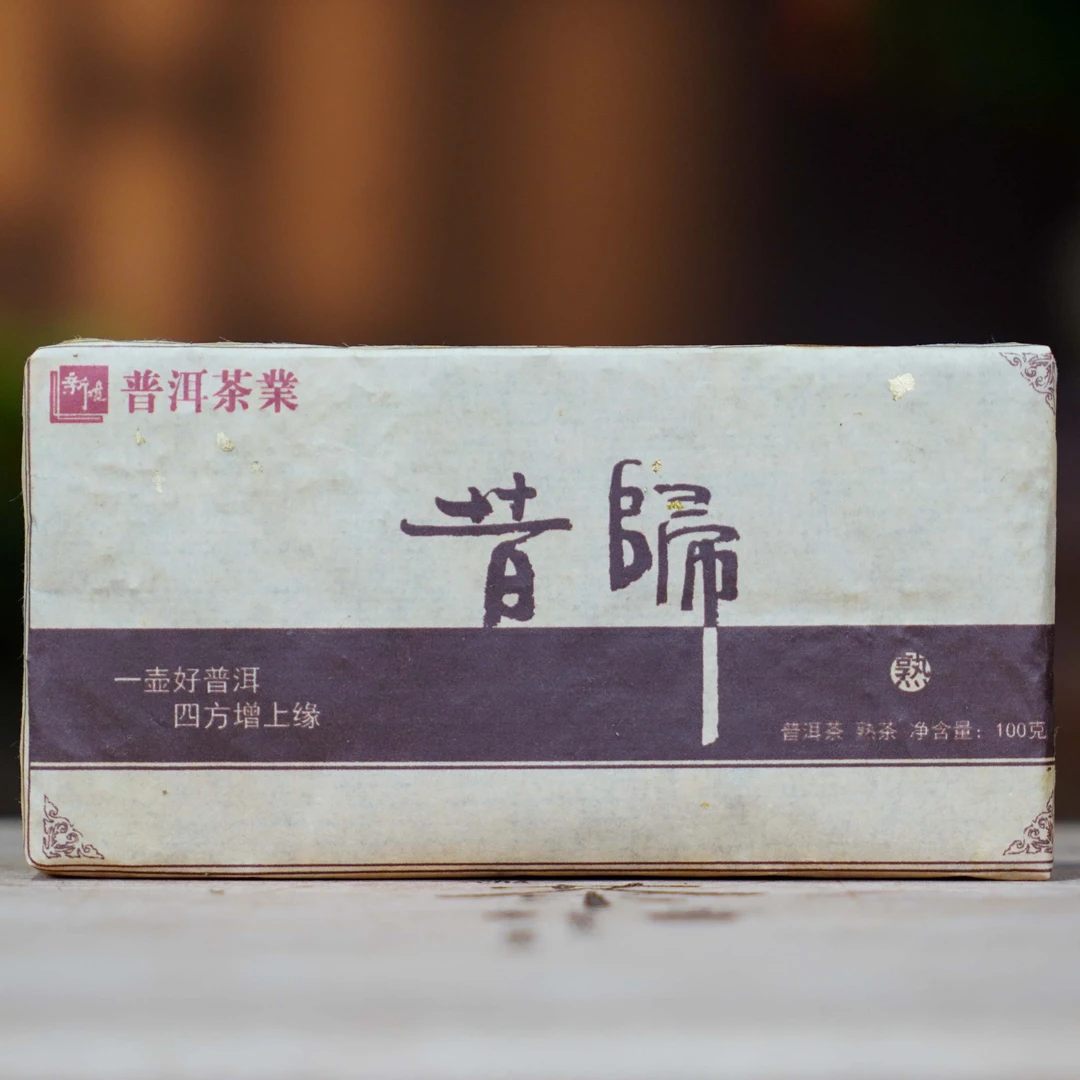 普洱茶業
昔歸
一壶好普洱
四方增上缘
熟
普洱茶 熟茶 净含量：100克